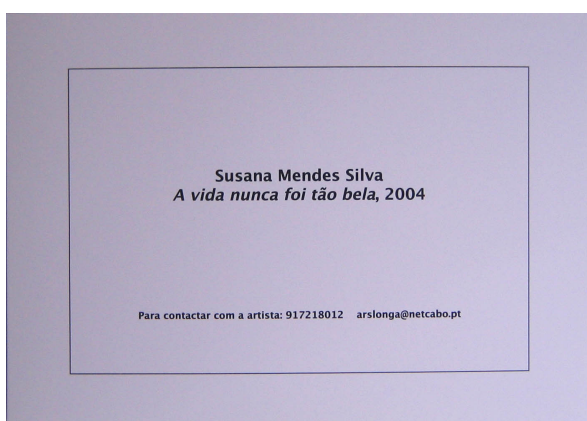 Susana Mendes Silva
A vida nunca foi tão bela, 2004
Para contactar com a artista: 917218012 arslonga@netcabo.pt